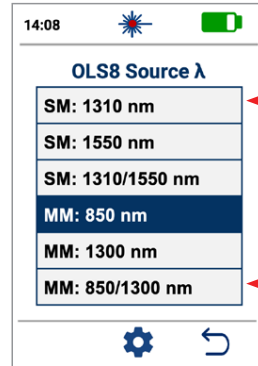 14:08
OLS8 Source λ
SM: 1310 nm
SM: 1550 nm
SM: 1310/1550 nm
MM: 850 nm
MM: 1300 nm
MM: 850/1300 nm